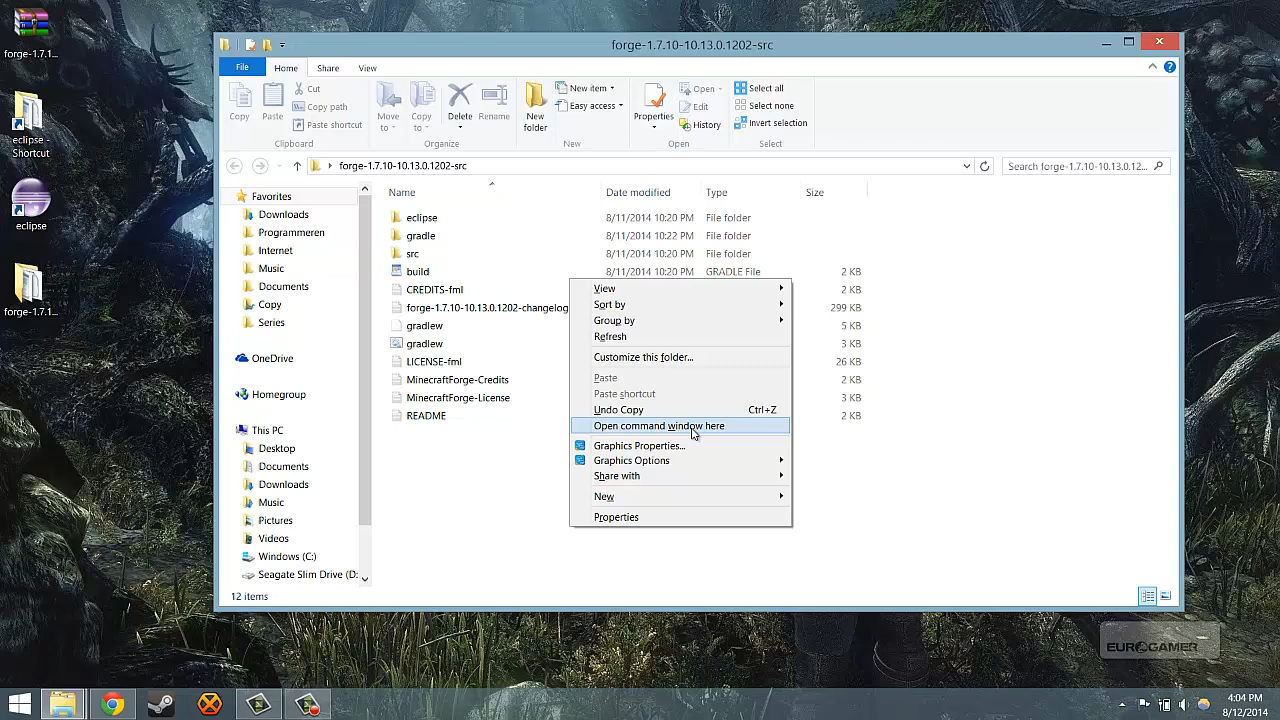 forge-1.7.1...
eclipse - Shortcut
eclipse
forge-1.7.1...
forge-1.7.10-10.13.0.1202-src
File
Home
Share
View
Copy
Paste
Cut
Copy path
Paste shortcut
Clipboard
Move to
Copy to
Delete
Rename
Organize
New folder
New item
Easy access
New
Properties
Open
Edit
History
Open
Select all
Select none
Invert selection
Select
forge-1.7.10-10.13.0.1202-src
Search forge-1.7.10-10.13.0.12...
Favorites
Downloads
Programmeren
Internet
Music
Documents
Copy
Series
OneDrive
Homegroup
This PC
Desktop
Documents
Downloads
Music
Pictures
Videos
Windows (C:)
Seagate Slim Drive (D:
Name Date modified Type Size
eclipse 8/11/2014 10:20 PM File folder
gradle 8/11/2014 10:22 PM File folder
src 8/11/2014 10:20 PM File folder
build 8/11/2014 10:20 PM GRADLE File 2 KB
CREDITS-fml 2 KB
forge-1.7.10-10.13.0.1202-changelog 299 KB
gradlew 5 KB
gradlew 3 KB
LICENSE-fml 26 KB
MinecraftForge-Credits 2 KB
MinecraftForge-License 3 KB
README 2 KB
View
Sort by
Group by
Refresh
Customize this folder...
Paste
Paste shortcut
Undo Copy Ctrl+Z
Open command window here
Graphics Properties...
Graphics Options
Share with
New
Properties
12 items
EUROGAMER
4:04 PM
8/12/2014